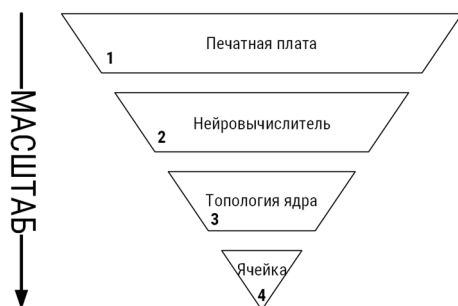 МАСШТАБ
Печатная плата
1
Нейровычислитель
2
Топология ядра
3
Ячейка
4